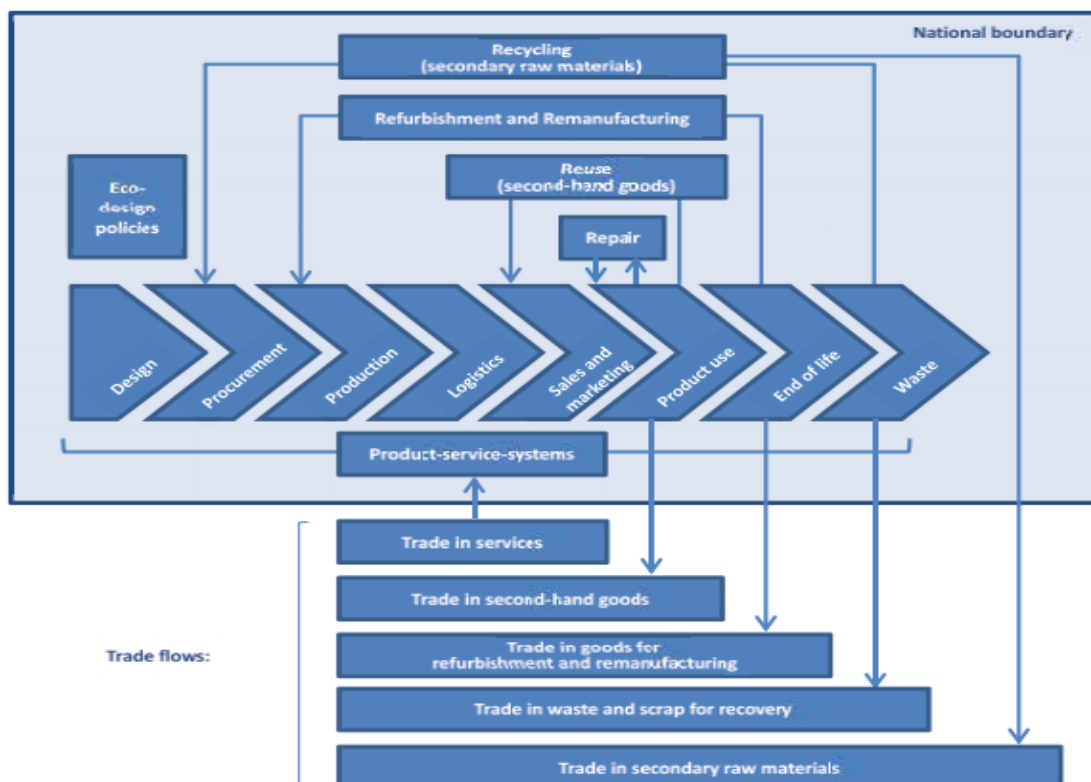 National boundary
Recycling
(secondary raw materials)
Refurbishment and Remanufacturing
Reuse
(second-hand goods)
Eco-
design
policies
Repair
Design
Procurement
Production
Logistics
Sales and
marketing
Product use
End of life
Waste
Product-service-systems
Trade in services
Trade in second-hand goods
Trade flows:
Trade in goods for
refurbishment and remanufacturing
Trade in waste and scrap for recovery
Trade in secondary raw materials